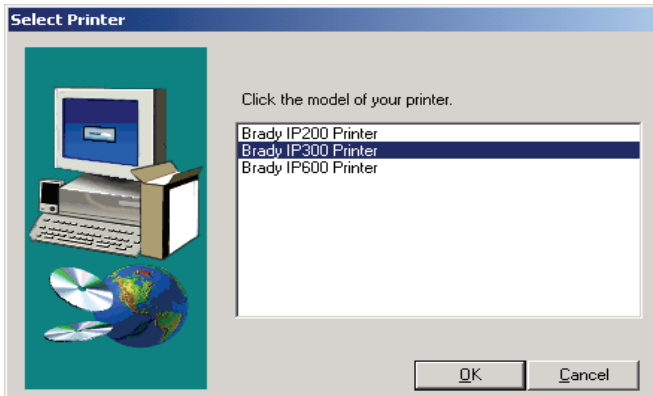 Select Printer
Click the model of your printer.
Brady IP200 Printer
Brady IP300 Printer
Brady IP600 Printer
OK
Cancel